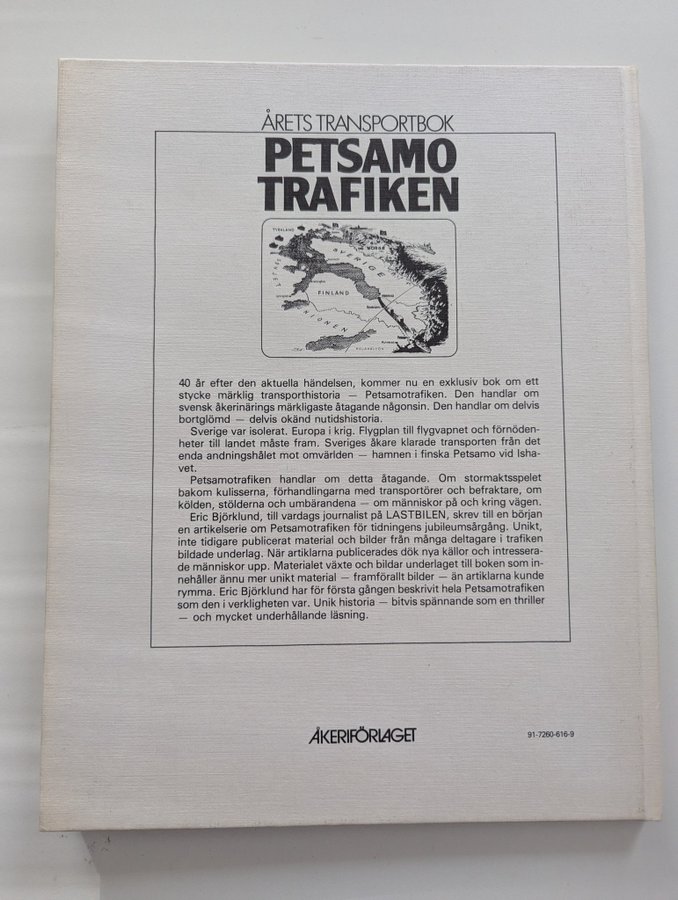 ÅRETS TRANSPORTBOK
PETSAMO
TRAFIKEN
TYSKLAND
NORGE
SVERIGE
FINLAND
40 år efter den aktuella händelsen, kommer nu en exklusiv bok om ett
stycke märklig transporthistoria — Petsamotrafiken. Den handlar om
svensk åkerinärings märkligaste åtagande någonsin. Den handlar om delvis
bortglömd — delvis okänd nutidshistoria.
Sverige var isolerat. Europa i krig. Flygplan till flygvapnet och förnöden-
heter till landet måste fram. Sveriges åkare klarade transporten från det
enda andningshålet mot omvärlden — hamnen i finska Petsamo vid Isha-
vet.
Petsamotrafiken handlar om detta åtagande. Om stormaktsspelet
bakom kulisserna, förhandlingarna med transportörer och befraktare, om
kölden, stölderna och umbärandena — om människor på och kring vägen.
Eric Björklund, till vardags journalist på LASTBILEN, skrev till en början
en artikelserie om Petsamotrafiken för tidningens jubileumsårgång. Unikt,
inte tidigare publicerat material och bilder från många deltagare i trafiken
bildade underlag. När artiklarna publicerades dök nya källor och intressera-
de människor upp. Materialet växte och bildar underlaget till boken som in-
nehåller ännu mer unikt material — framförallt bilder — än artiklarna kunde
rymma. Eric Björklund har för första gången beskrivit hela Petsamotrafiken
som den i verkligheten var. Unik historia — bitvis spännande som en thriller
— och mycket underhållande läsning.
ÅKERIFÖRLAGET
91-7260-616-9